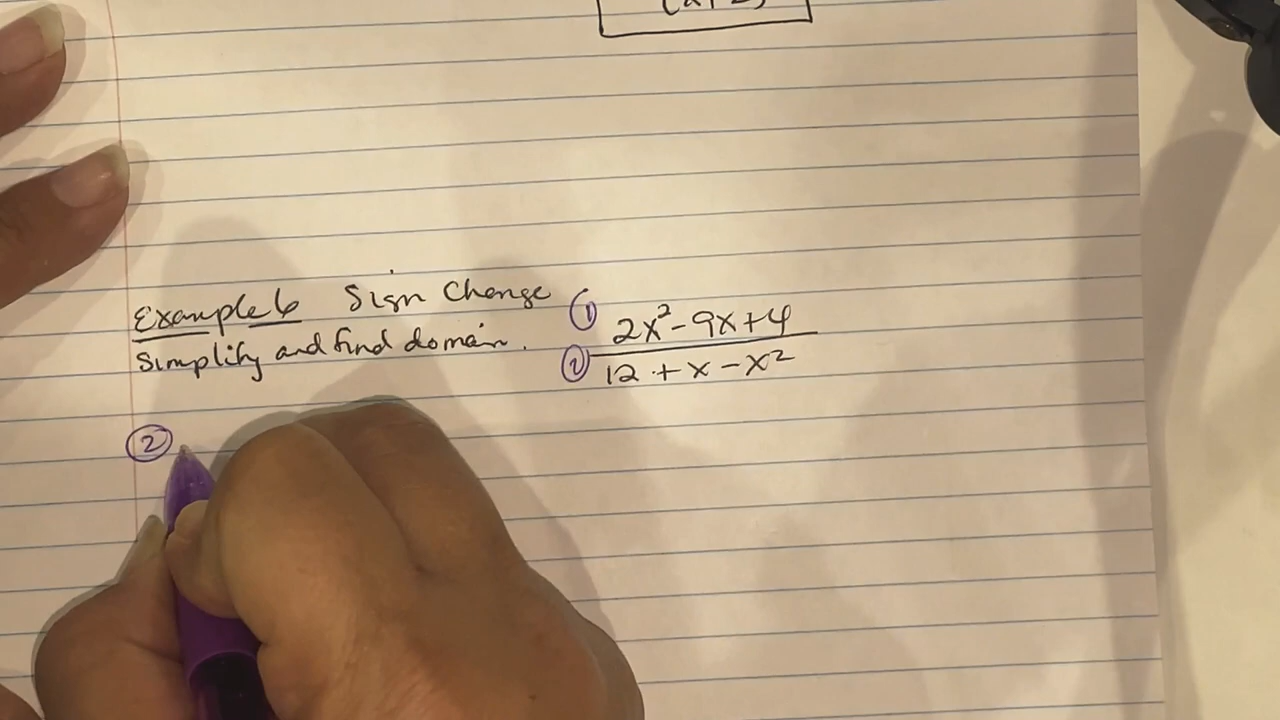 Example 6 Sign Change
Simplify and find domain.
① 2x²-9x+4
② 12+x-x²
②